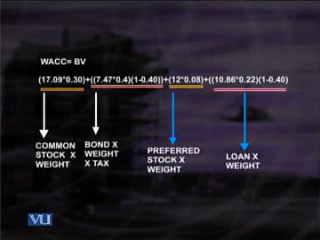 WACC= BV
(17.09*0.30)+((7.47*0.4)(1-0.40))+(12*0.08)+((10.86*0.22)(1-0.40)
COMMON STOCK X WEIGHT
BOND X WEIGHT X TAX
PREFERRED STOCK X WEIGHT
LOAN X WEIGHT
VU